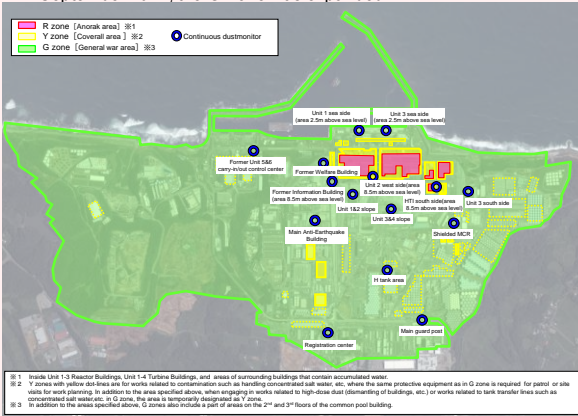 R zone [Anorak area] ※1
Y zone [Coverall area] ※2
G zone [General war area] ※3
Continuous dustmonitor
Unit 1 sea side
(area 2.5m above sea level)
Unit 3 sea side
(area 2.5m above sea level)
Former Unit 5&6
carry-in/out control center
Former Welfare Building
Former Information Building
(area 8.5m above sea level)
Unit 2 west side(area
8.5m above sea level)
HTI south side(area
8.5m above sea level)
Unit 3 south side
Unit 1&2 slope
Unit 3&4 slope
Main Anti-Earthquake
Building
Shielded MCR
H tank area
Registration center
Main guard post
※1 Inside Unit 1-3 Reactor Buildings, Unit 1-4 Turbine Buildings, and areas of surrounding buildings that contain accumulated water.
※2 Y zones with yellow dot-lines are for works related to contamination such as handling concentrated salt water, etc, where the same protective equipment as in G zone is required for patrol or site
visits for work planning. In addition to the area specified above, when engaging in works related to high-dose dust (dismantling of buildings, etc.) or works related to tank transfer lines such as
concentrated salt water,etc. in G zone, the area is temporarily designated as Y zone.
※3 In addition to the areas specified above, G zones also include a part of areas on the 2nd and 3rd floors of the common pool building.